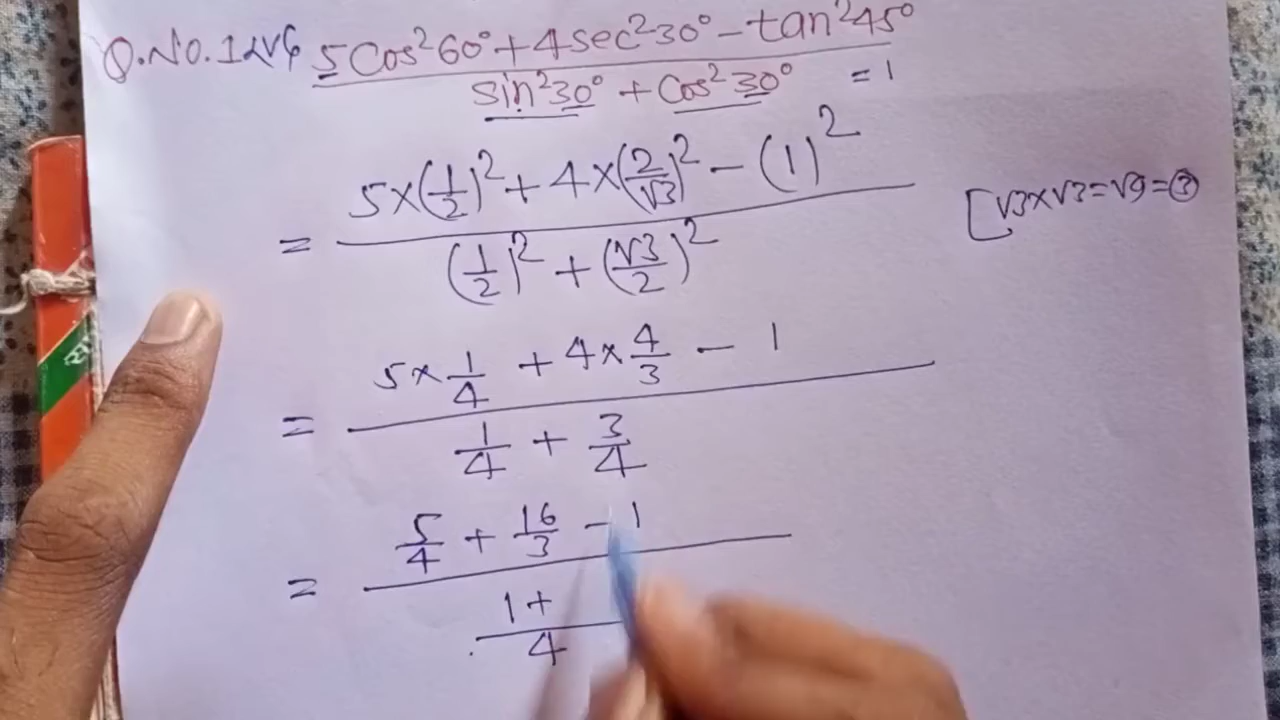 Q.No.1 5cos²60°+4sec²30°-tan²45°
sin²30° + cos²30° = 1
5×(1/2)²+4×(2/√3)²-(1)²
= (1/2)²+(√3/2)² [√3×√3=√9=3
5×1/4+4×4/3-1
= 1/4+3/4
5/4+16/3-1
= 1+
4